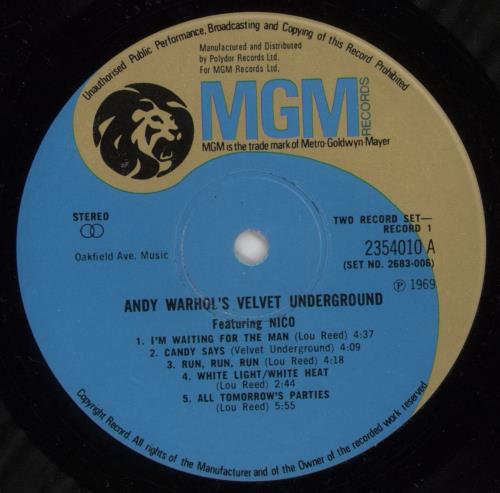 Unauthorised Public Performance, Broadcasting and Copying of this Record Prohibited
Manufactured and Distributed
by Polydor Records Ltd.
For MGM Records Ltd.
MGM
RECORDS
MGM is the trade mark of Metro-Goldwyn-Mayer
STEREO
Oakfield Ave. Music
TWO RECORD SET—
RECORD 1
2354010 A
(SET NO. 2683-006)
Ⓟ 1969
ANDY WARHOL'S VELVET UNDERGROUND
Featuring NICO
1. I'M WAITING FOR THE MAN (Lou Reed) 4:37
2. CANDY SAYS (Velvet Underground) 4:09
3. RUN, RUN, RUN (Lou Reed) 4:18
4. WHITE LIGHT/WHITE HEAT
(Lou Reed) 2:44
5. ALL TOMORROW'S PARTIES
(Lou Reed) 5:55
Copyright Record. All rights of the Manufacturer and of the Owner of the recorded work reserved